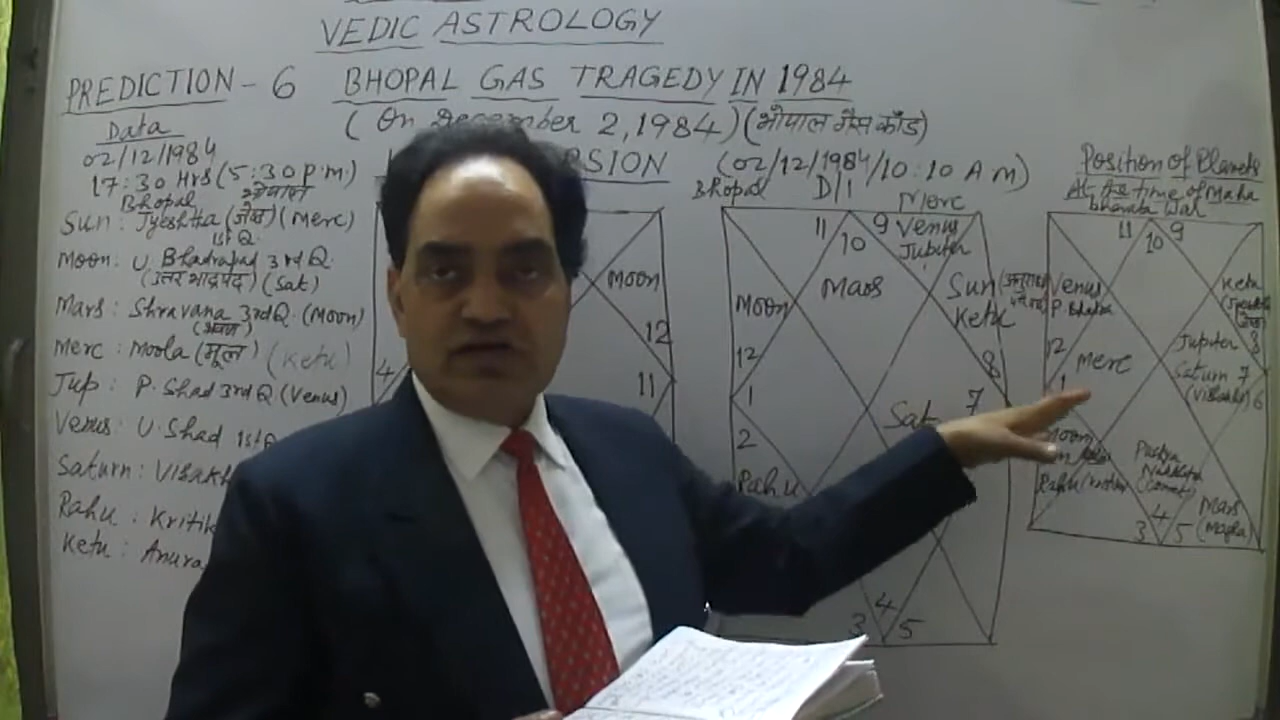 VEDIC ASTROLOGY
PREDICTION - 6 BHOPAL GAS TRAGEDY IN 1984
(On December 2, 1984) (भोपाल गैस काँड)
Data
02/12/1984
17:30 Hrs (5:30 p.m.)
Bhopal भोपाल
Sun: Jyeshtha (ज्येष्ठ) (Merc)
1st Q
Moon: U Bhadrapad 3rd Q
(उत्तर भाद्रपद) (Sat)
Mars: Shravana 3rd Q. (Moon)
(श्रवण)
Merc: Moola (मूल) (Ketu)
Jup: P. Shad 3rd Q (Venus)
Venus: U. Shad 1st Q
Saturn: Visakh
Rahu: Kritik
Ketu: Anura
RSION
Moon
12
11
4
(02/12/1984/10:10 AM)
Bhopal D/1
Merc
11 9 Venus
10 Jupiter
Mars
Moon
Sun
Ketu
12
8
1
7
2
Sat
Rahu
4
3 5
Position of Planets
At the time of Maha
bharata War
11 9
10
Venus
P. Bhadra
Ketu
12
Merc
Jupiter 8
1
Saturn 7
(Visakha) 6
Moon
Rahu
Pushya
Nakshatra
(Comet)
Mars
(Magha)
4
3 5